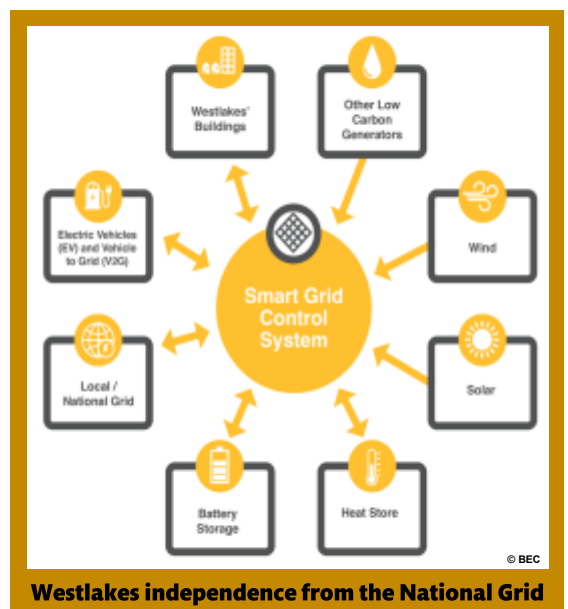 Westlakes'
Buildings
Other Low
Carbon
Generators
Electric Vehicles
(EV) and Vehicle
to Grid (V2G)
Wind
Smart Grid
Control
System
Local /
National Grid
Solar
Battery
Storage
Heat Store
© BEC
Westlakes independence from the National Grid